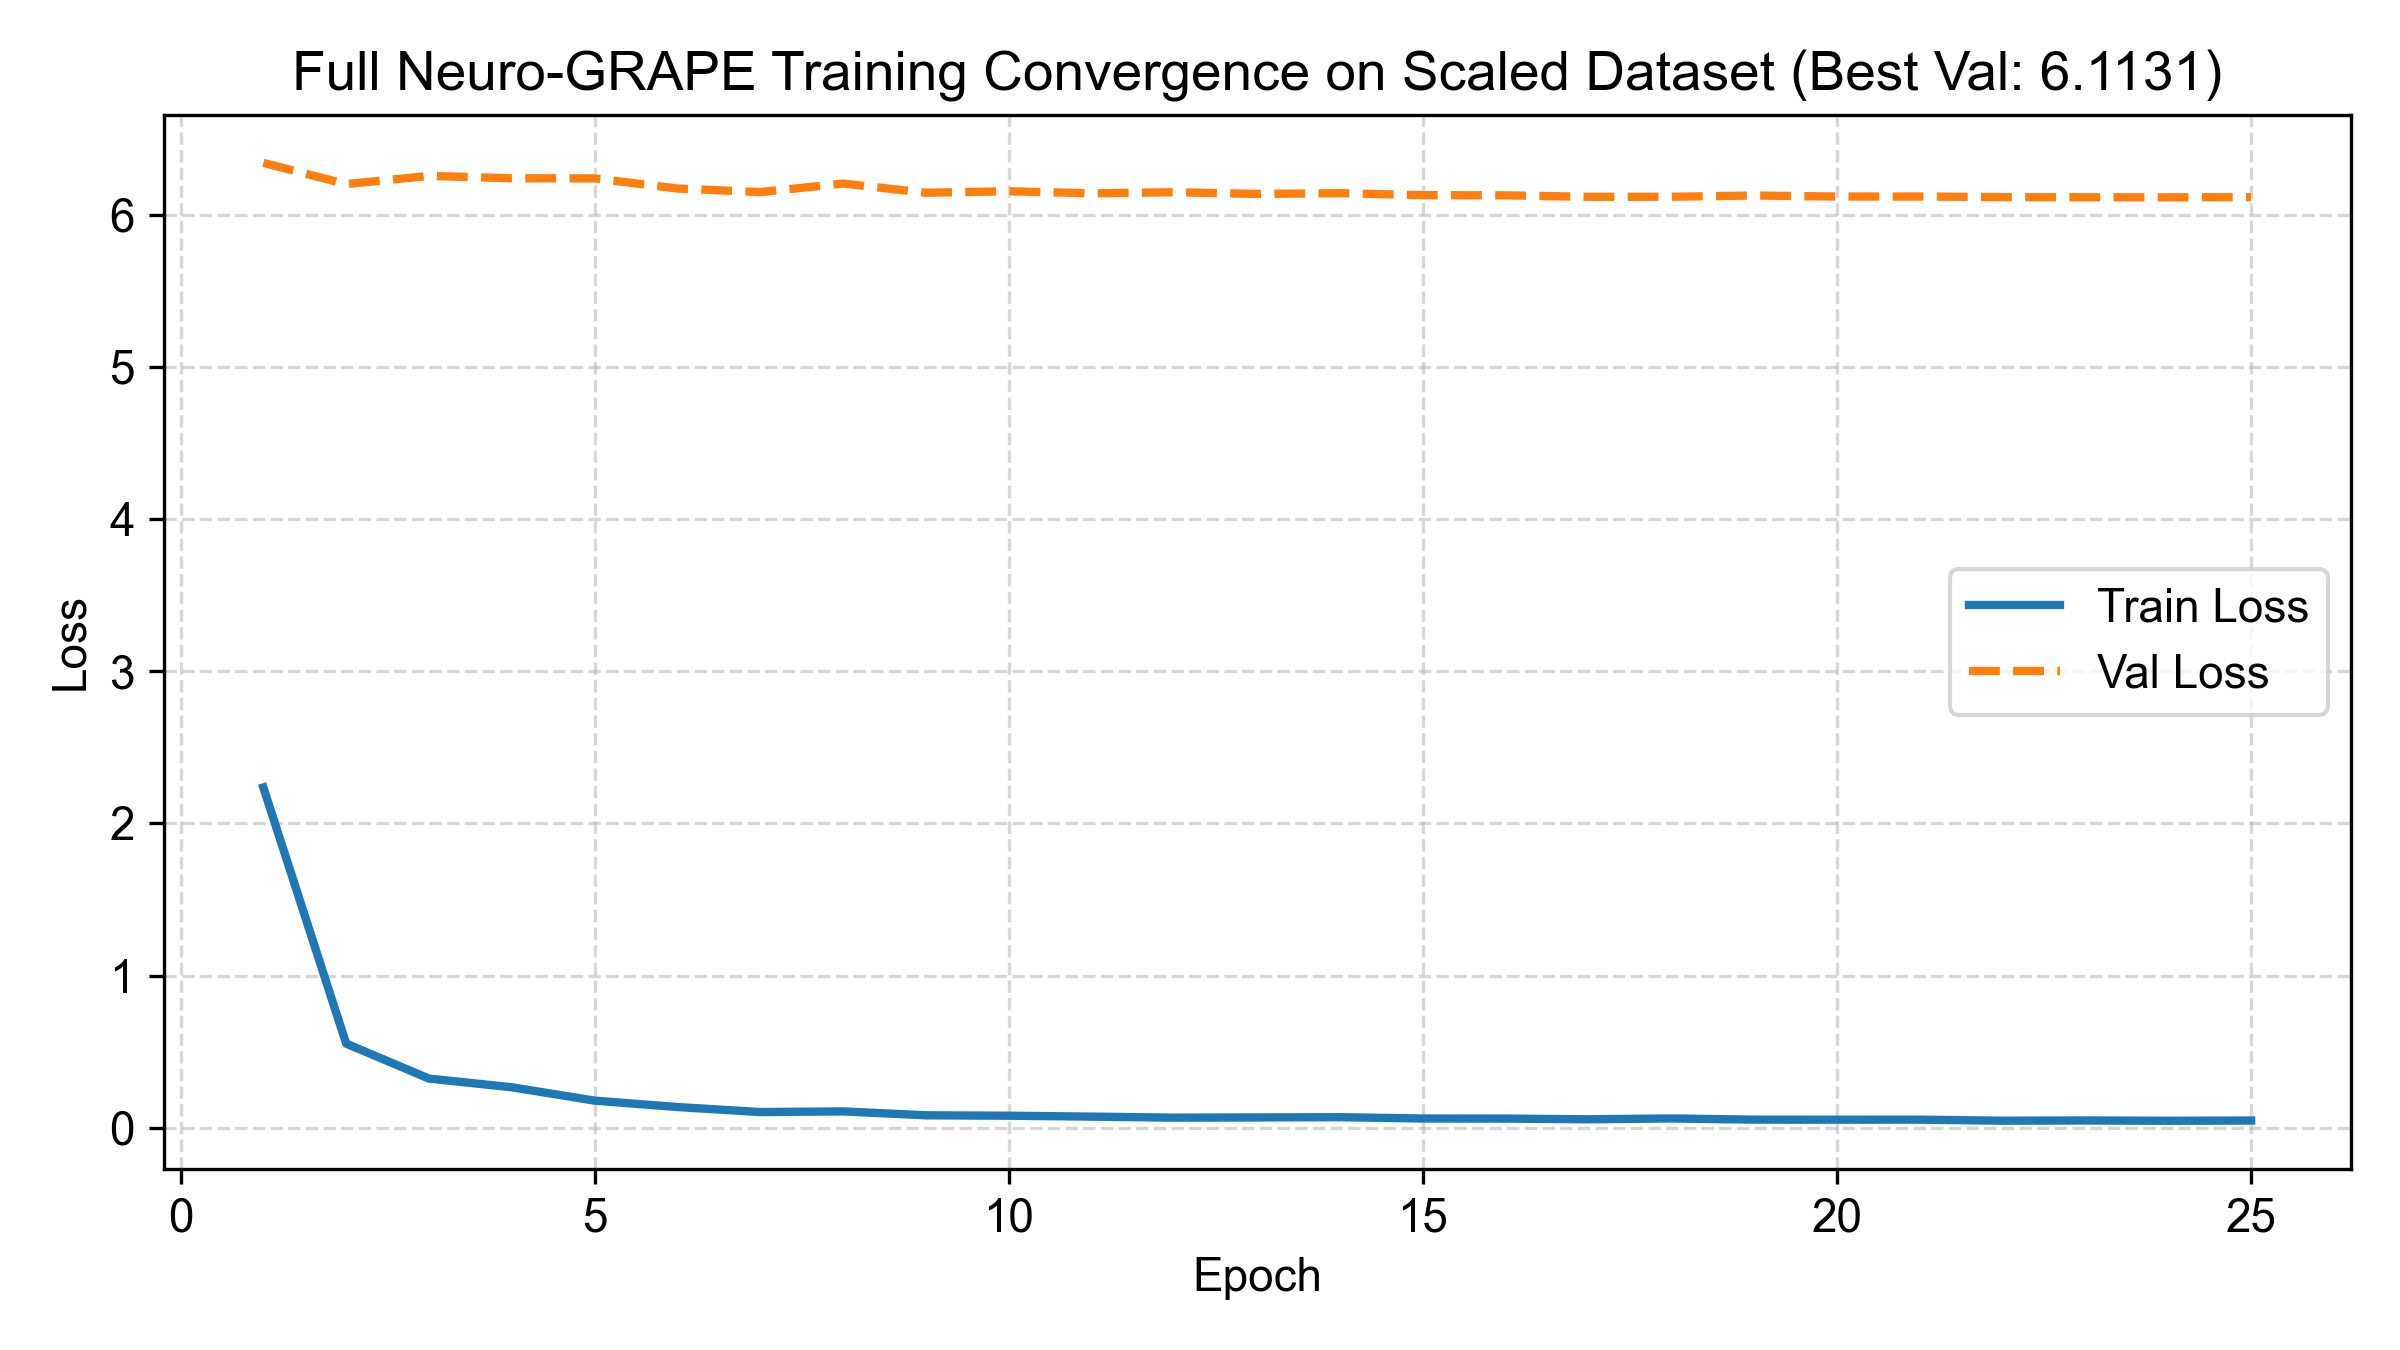 Full Neuro-GRAPE Training Convergence on Scaled Dataset (Best Val: 6.1131)
6
5
4
3
2
1
0
Loss
Train Loss
Val Loss
0 5 10 15 20 25
Epoch